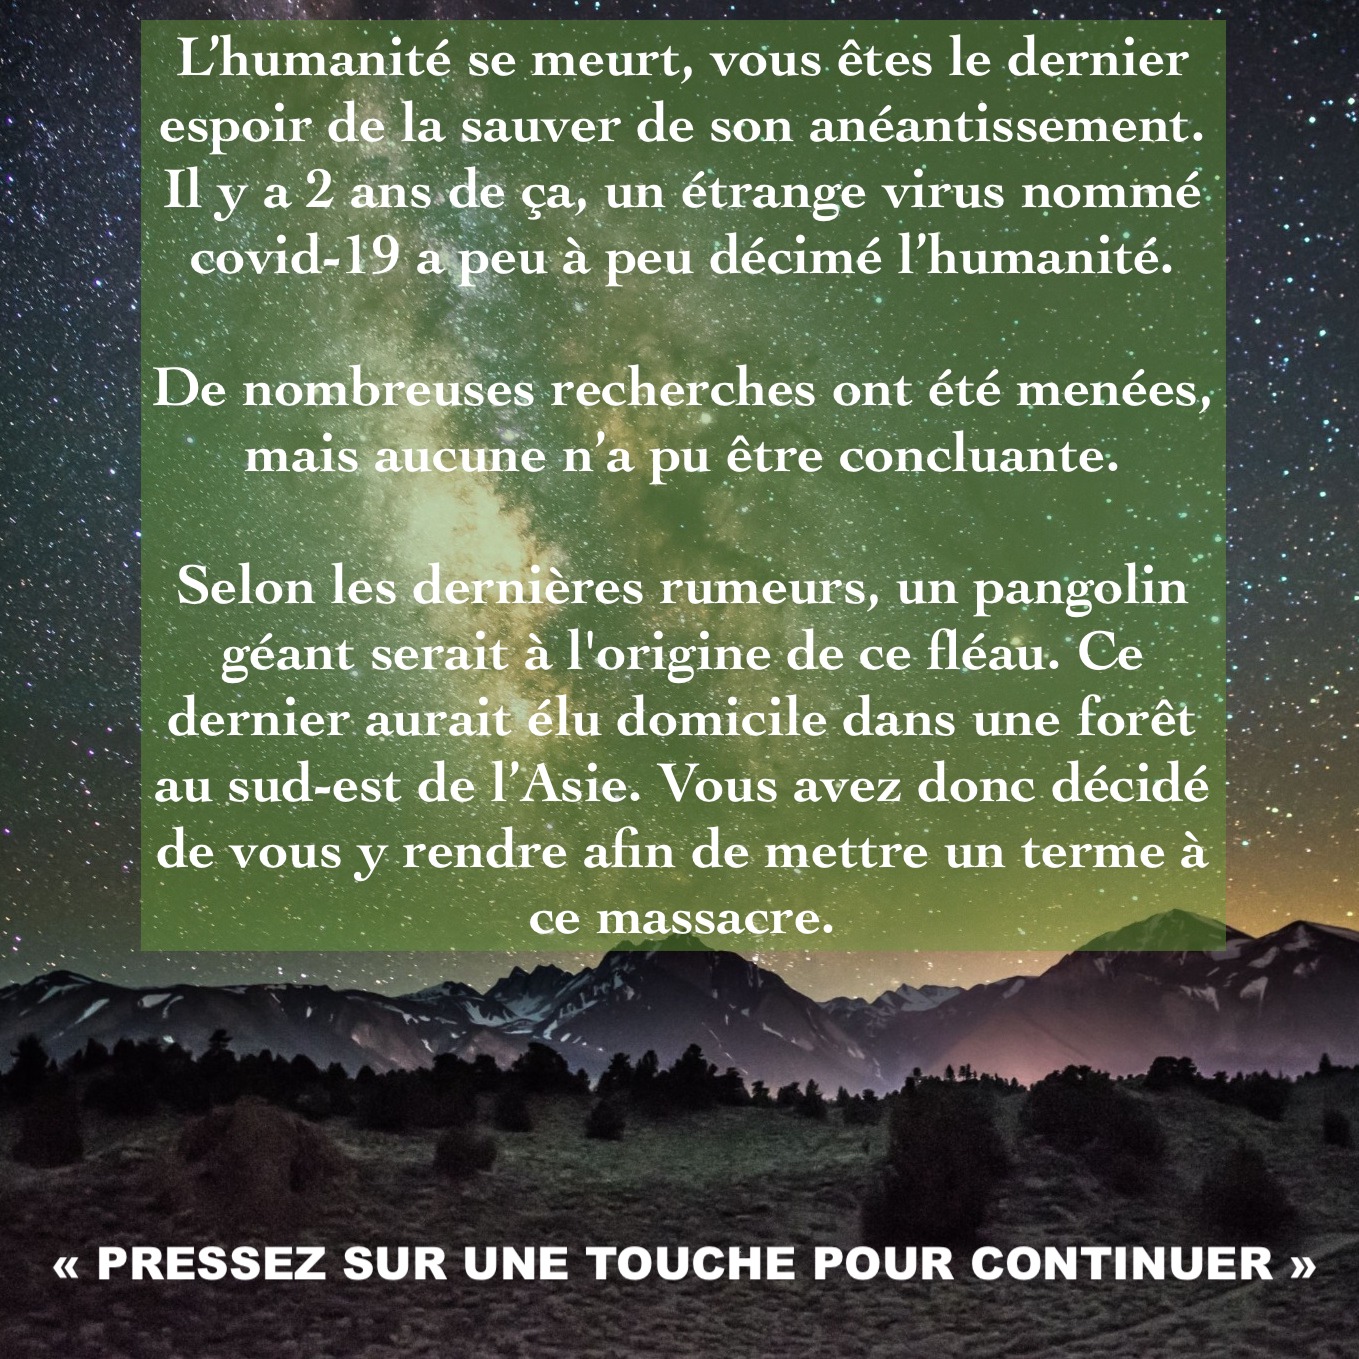 L’humanité se meurt, vous êtes le dernier
espoir de la sauver de son anéantissement.
Il y a 2 ans de ça, un étrange virus nommé
covid-19 a peu à peu décimé l’humanité.
De nombreuses recherches ont été menées,
mais aucune n’a pu être concluante.
Selon les dernières rumeurs, un pangolin
géant serait à l'origine de ce fléau. Ce
dernier aurait élu domicile dans une forêt
au sud-est de l’Asie. Vous avez donc décidé
de vous y rendre afin de mettre un terme à
ce massacre.
« PRESSEZ SUR UNE TOUCHE POUR CONTINUER »